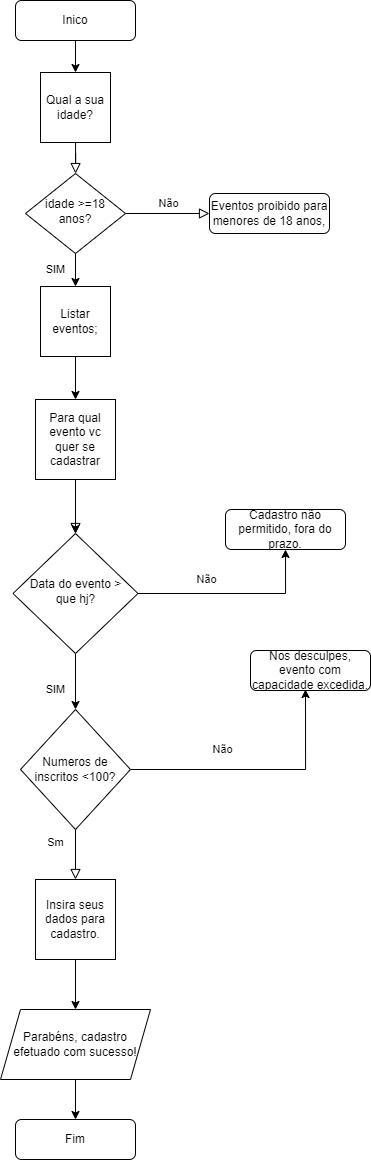 Inico
Qual a sua
idade?
idade >=18
anos?
Não
Eventos proibido para
menores de 18 anos,
SIM
Listar
eventos;
Para qual
evento vc
quer se
cadastrar
Cadastro não
permitido, fora do
prazo.
Data do evento >
que hj?
Não
Nos desculpes,
evento com
capacidade excedida.
SIM
Numeros de
inscritos <100?
Não
Sm
Insira seus
dados para
cadastro.
Parabéns, cadastro
efetuado com sucesso!
Fim